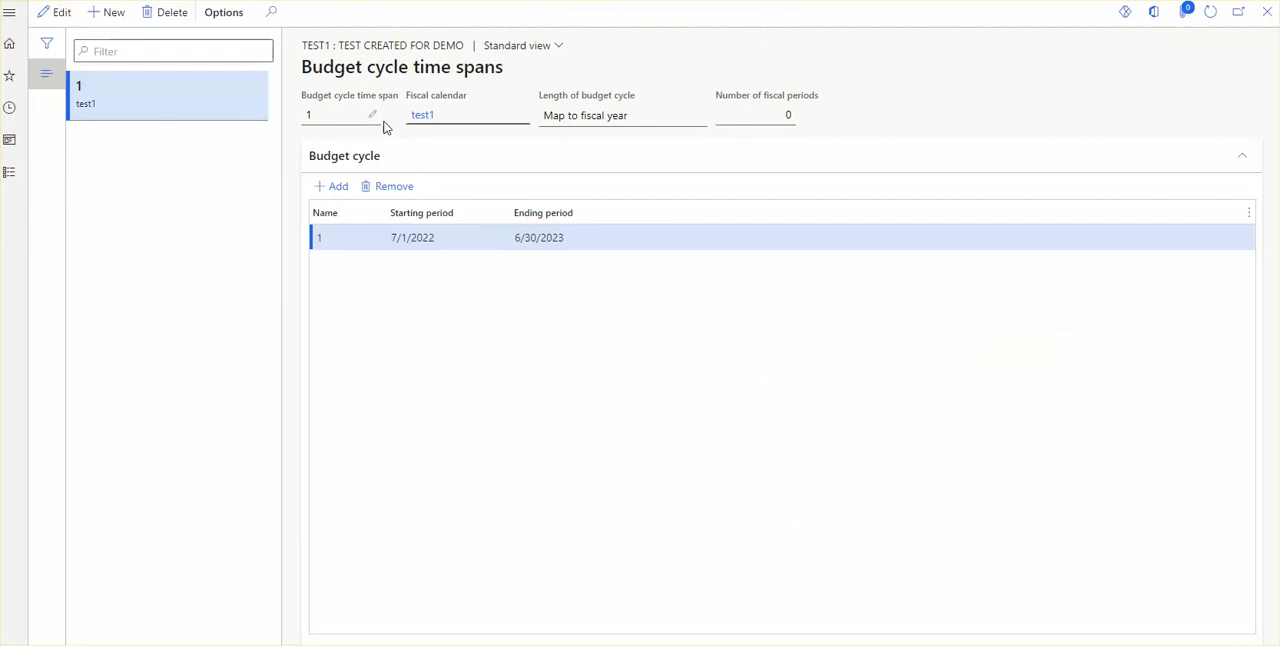 Edit New Delete Options
0
Filter
1
test1
TEST1 : TEST CREATED FOR DEMO | Standard view
Budget cycle time spans
Budget cycle time span Fiscal calendar Length of budget cycle Number of fiscal periods
1 test1 Map to fiscal year 0
Budget cycle
Add Remove
Name Starting period Ending period
1 7/1/2022 6/30/2023